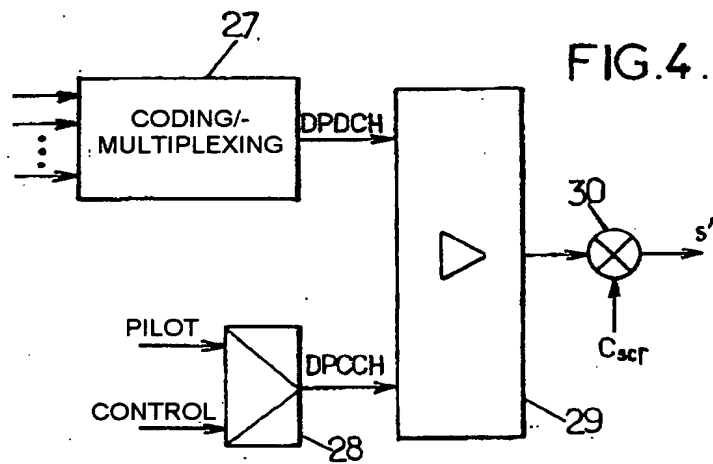 27
FIG.4.
CODING/-
MULTIPLEXING
DPDCH
30
s'
Cscr
PILOT
DPCCH
CONTROL
28
29